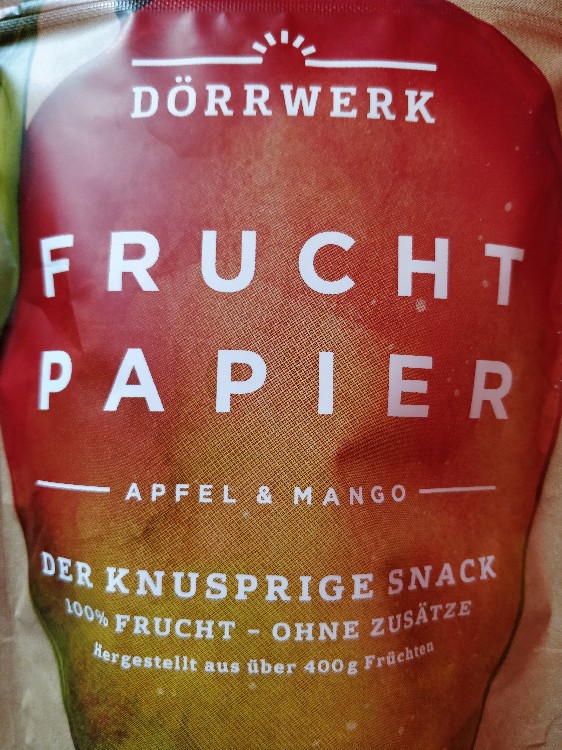 DÖRRWERK
FRUCHT
PAPIER
APFEL & MANGO
DER KNUSPRIGE SNACK
100% FRUCHT - OHNE ZUSÄTZE
Hergestellt aus über 400g Früchten